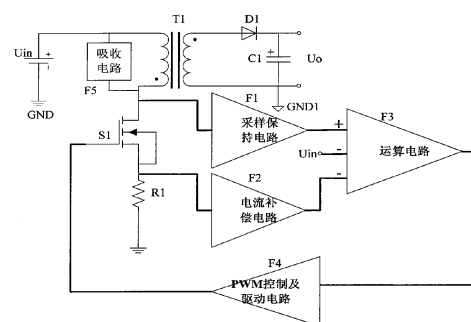 T1
D1
Uin
+
-
吸收
电路
+
C1
Uo
F5
GND
F1
GND1
采样保
持电路
F3
+
S1
Uin
-
运算电路
F2
-
R1
电流补
偿电路
F4
PWM控制及
驱动电路